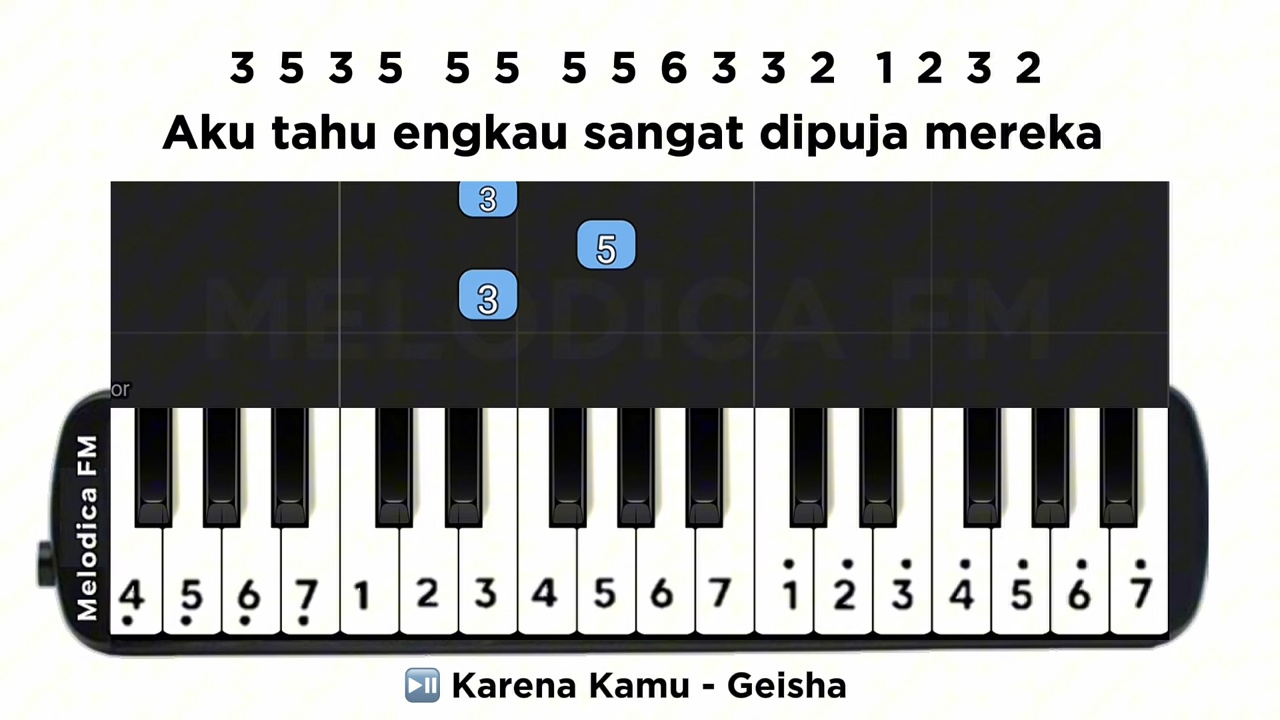 3 5 3 5 5 5 5 5 6 3 3 2 1 2 3 2
Aku tahu engkau sangat dipuja mereka
3
5
3
MELODICA FM
or
Melodica FM
4 5 6 7 1 2 3 4 5 6 7 1 2 3 4 5 6 7
Karena Kamu - Geisha